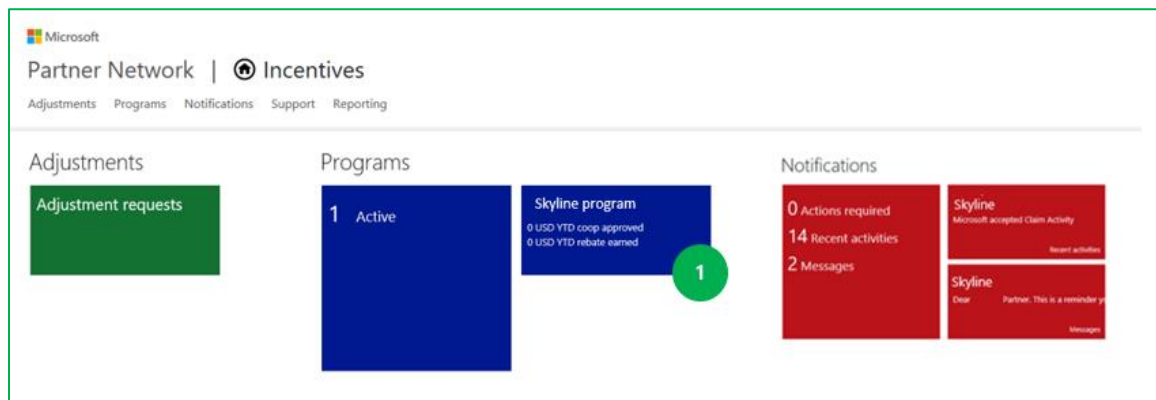 Microsoft
Partner Network | Incentives
Adjustments Programs Notifications Support Reporting
Adjustments
Adjustment requests
Programs
1 Active
Skyline program
0 USD YTD coop approved
0 USD YTD rebate earned
1
Notifications
0 Actions required
14 Recent activities
2 Messages
Skyline
Microsoft accepted Claim Activity
Recent activities
Skyline
Dear Partner. This is a reminder yo
Messages